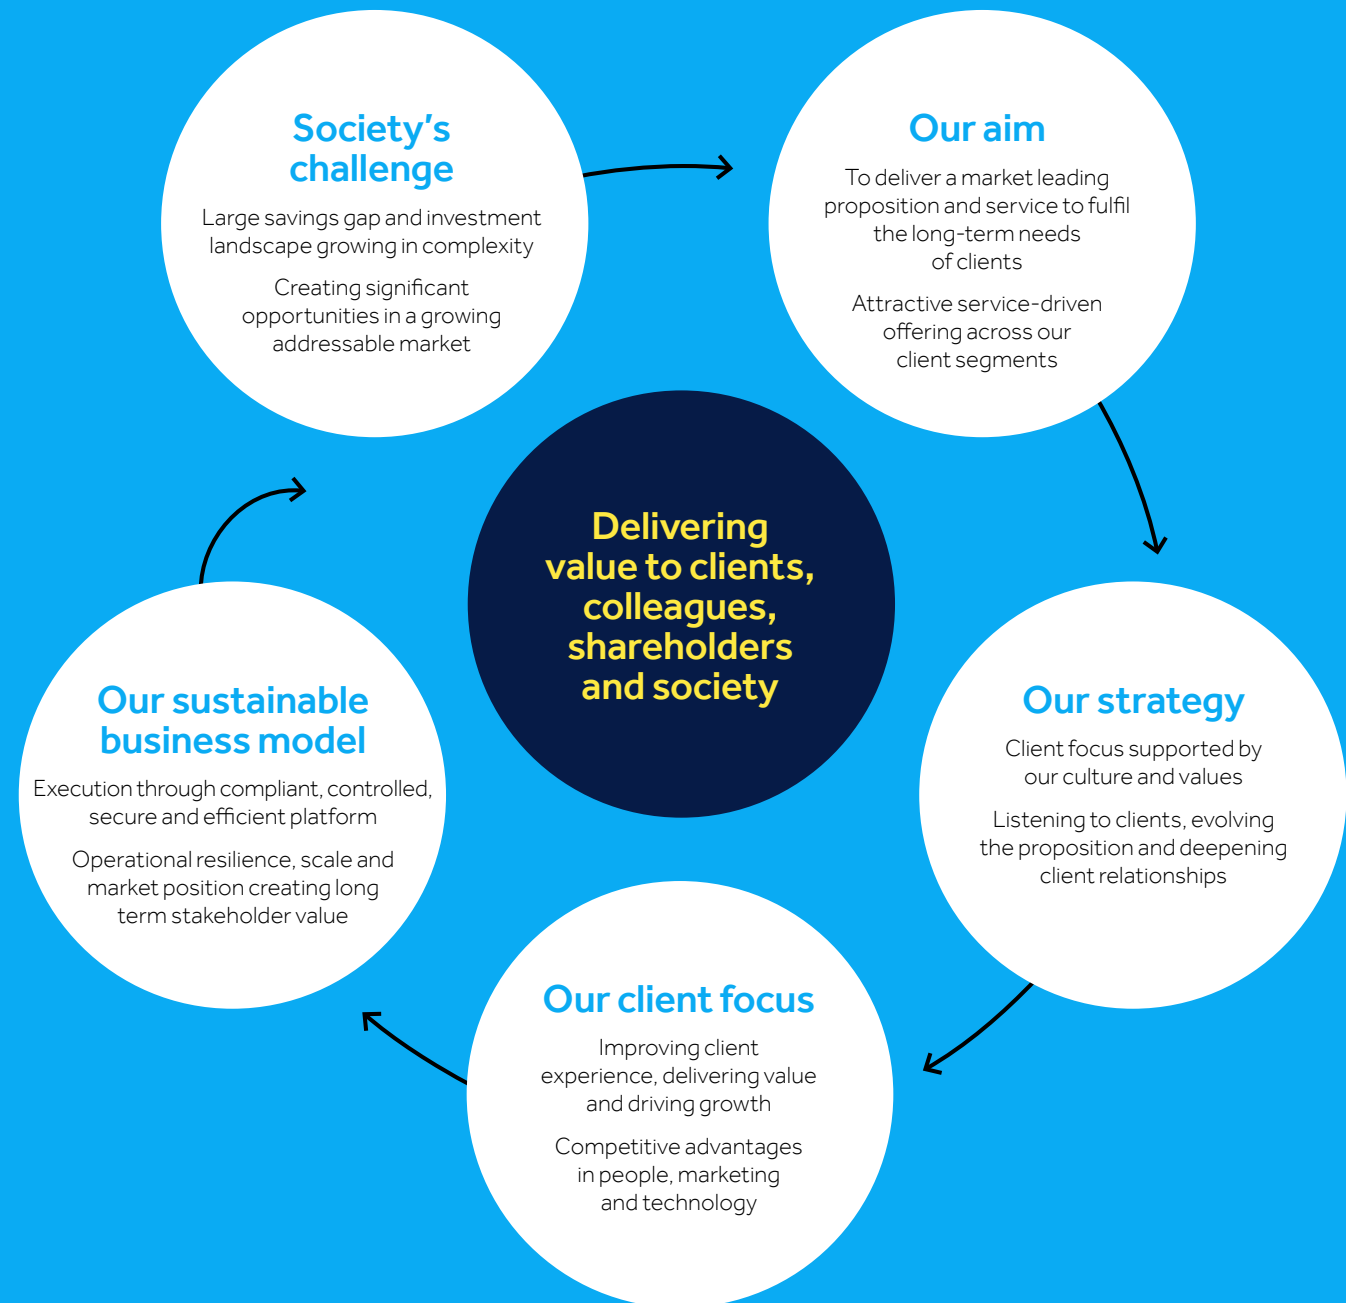 Society's
challenge
Large savings gap and investment
landscape growing in complexity
Creating significant
opportunities in a growing
addressable market
Our aim
To deliver a market leading
proposition and service to fulfil
the long-term needs
of clients
Attractive service-driven
offering across our
client segments
Delivering
value to clients,
colleagues,
shareholders
and society
Our strategy
Client focus supported by
our culture and values
Listening to clients, evolving
the proposition and deepening
client relationships
Our client focus
Improving client
experience, delivering value
and driving growth
Competitive advantages
in people, marketing
and technology
Our sustainable
business model
Execution through compliant, controlled,
secure and efficient platform
Operational resilience, scale and
market position creating long
term stakeholder value